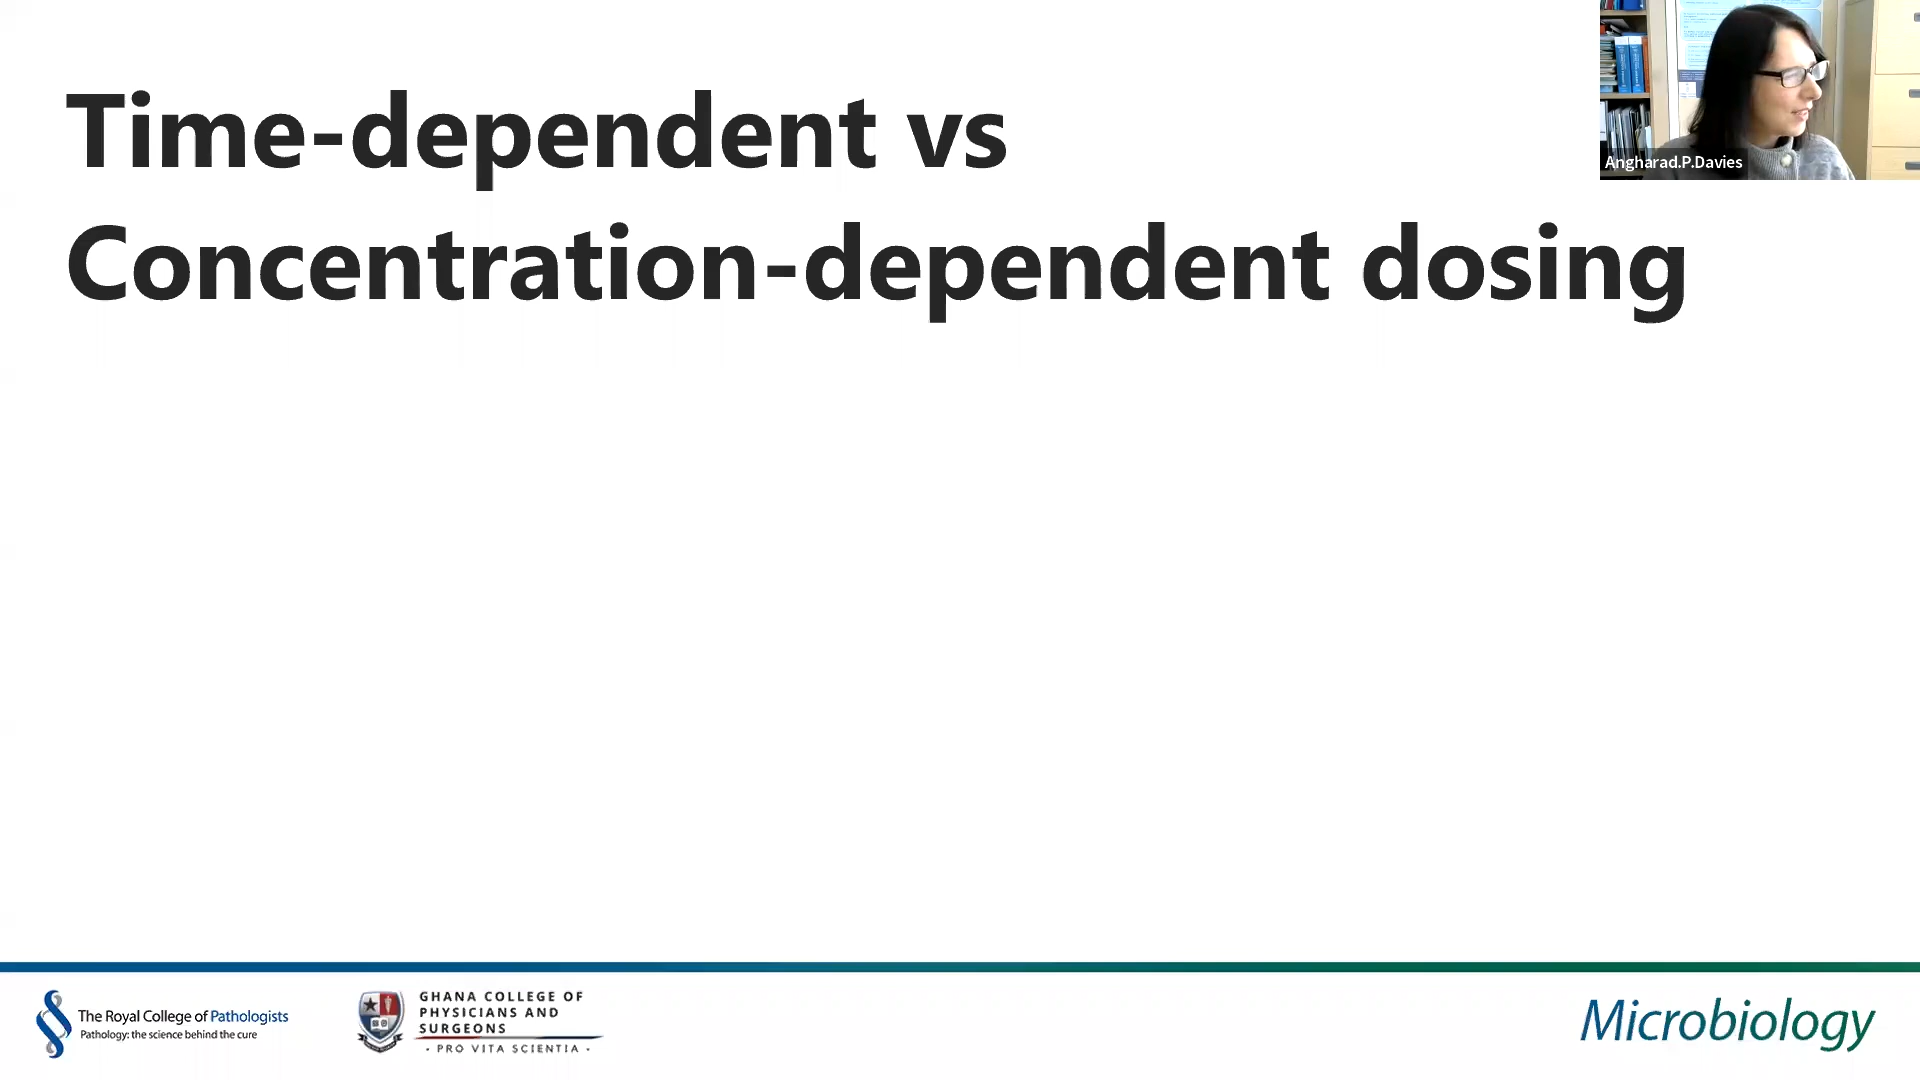 Time-dependent vs
Concentration-dependent dosing
Angharad.P.Davies
The Royal College of Pathologists
Pathology: the science behind the cure
GHANA COLLEGE OF
PHYSICIANS AND
SURGEONS
- PRO VITA SCIENTIA -
Microbiology